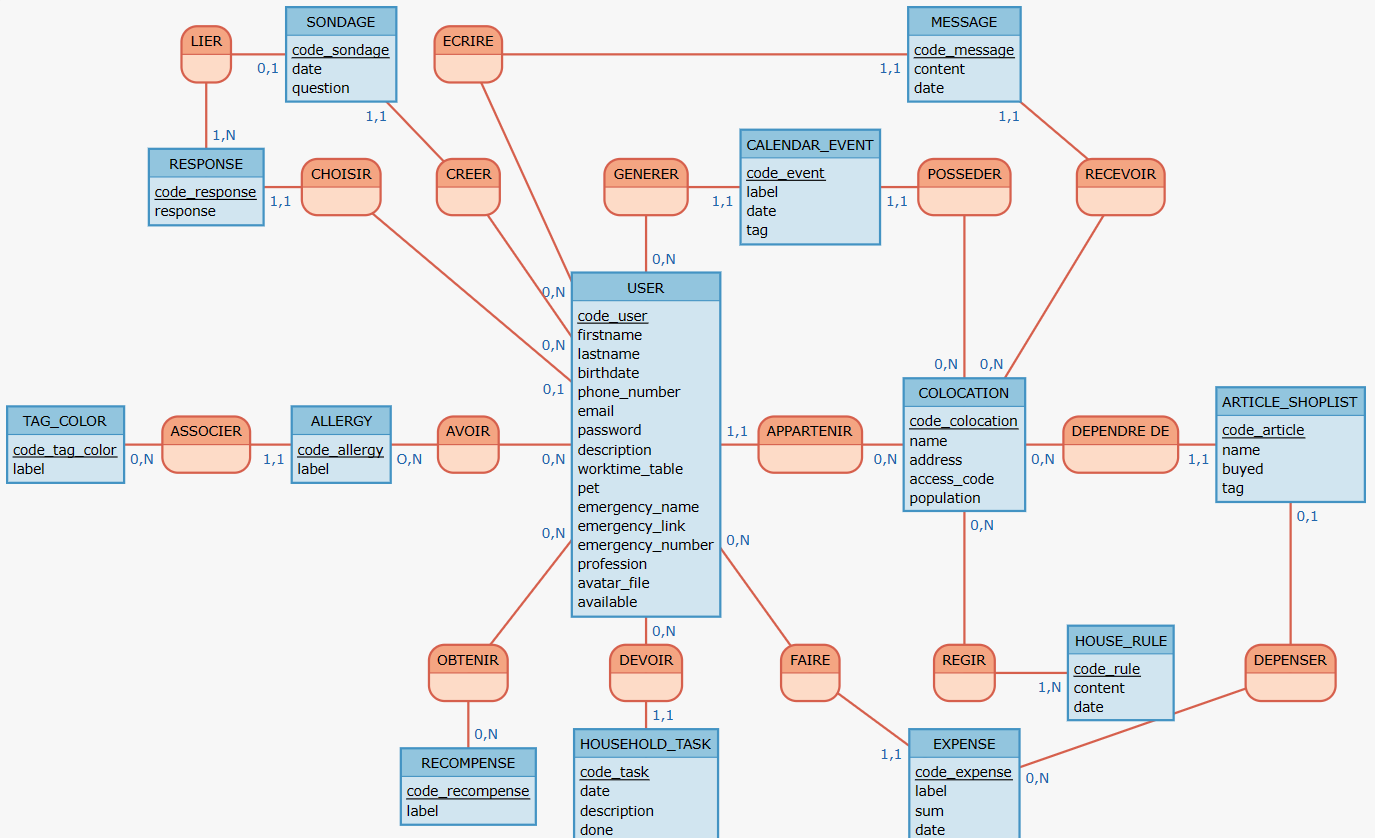 LIER
0,1
1,N
SONDAGE
code_sondage
date
question
1,1
ECRIRE
1,1
MESSAGE
code_message
content
date
1,1
RESPONSE
code_response
response
1,1
CHOISIR
CREER
GENERER
1,1
0,N
CALENDAR_EVENT
code_event
label
date
tag
1,1
POSSEDER
RECEVOIR
0,N
0,N
0,1
USER
code_user
firstname
lastname
birthdate
phone_number
email
password
description
worktime_table
pet
emergency_name
emergency_link
emergency_number
profession
avatar_file
available
0,N
0,N
TAG_COLOR
code_tag_color
label
0,N
ASSOCIER
1,1
ALLERGY
code_allergy
label
O,N
AVOIR
0,N
1,1
APPARTENIR
0,N
COLOCATION
code_colocation
name
address
access_code
population
0,N
DEPENDRE DE
1,1
ARTICLE_SHOPLIST
code_article
name
buyed
tag
0,1
0,N
0,N
0,N
0,N
OBTENIR
DEVOIR
FAIRE
REGIR
1,N
HOUSE_RULE
code_rule
content
date
DEPENSER
0,N
RECOMPENSE
code_recompense
label
1,1
HOUSEHOLD_TASK
code_task
date
description
done
1,1
EXPENSE
code_expense
label
sum
date
0,N